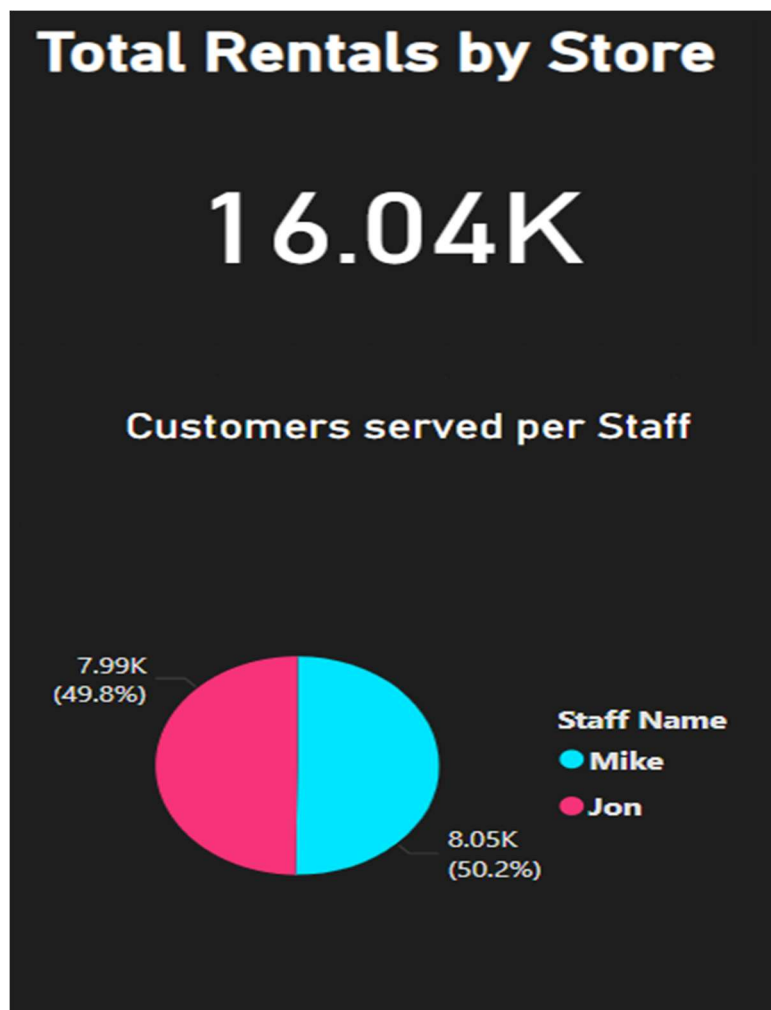 Total Rentals by Store
16.04K
Customers served per Staff
7.99K
(49.8%)
Staff Name
Mike
Jon
8.05K
(50.2%)